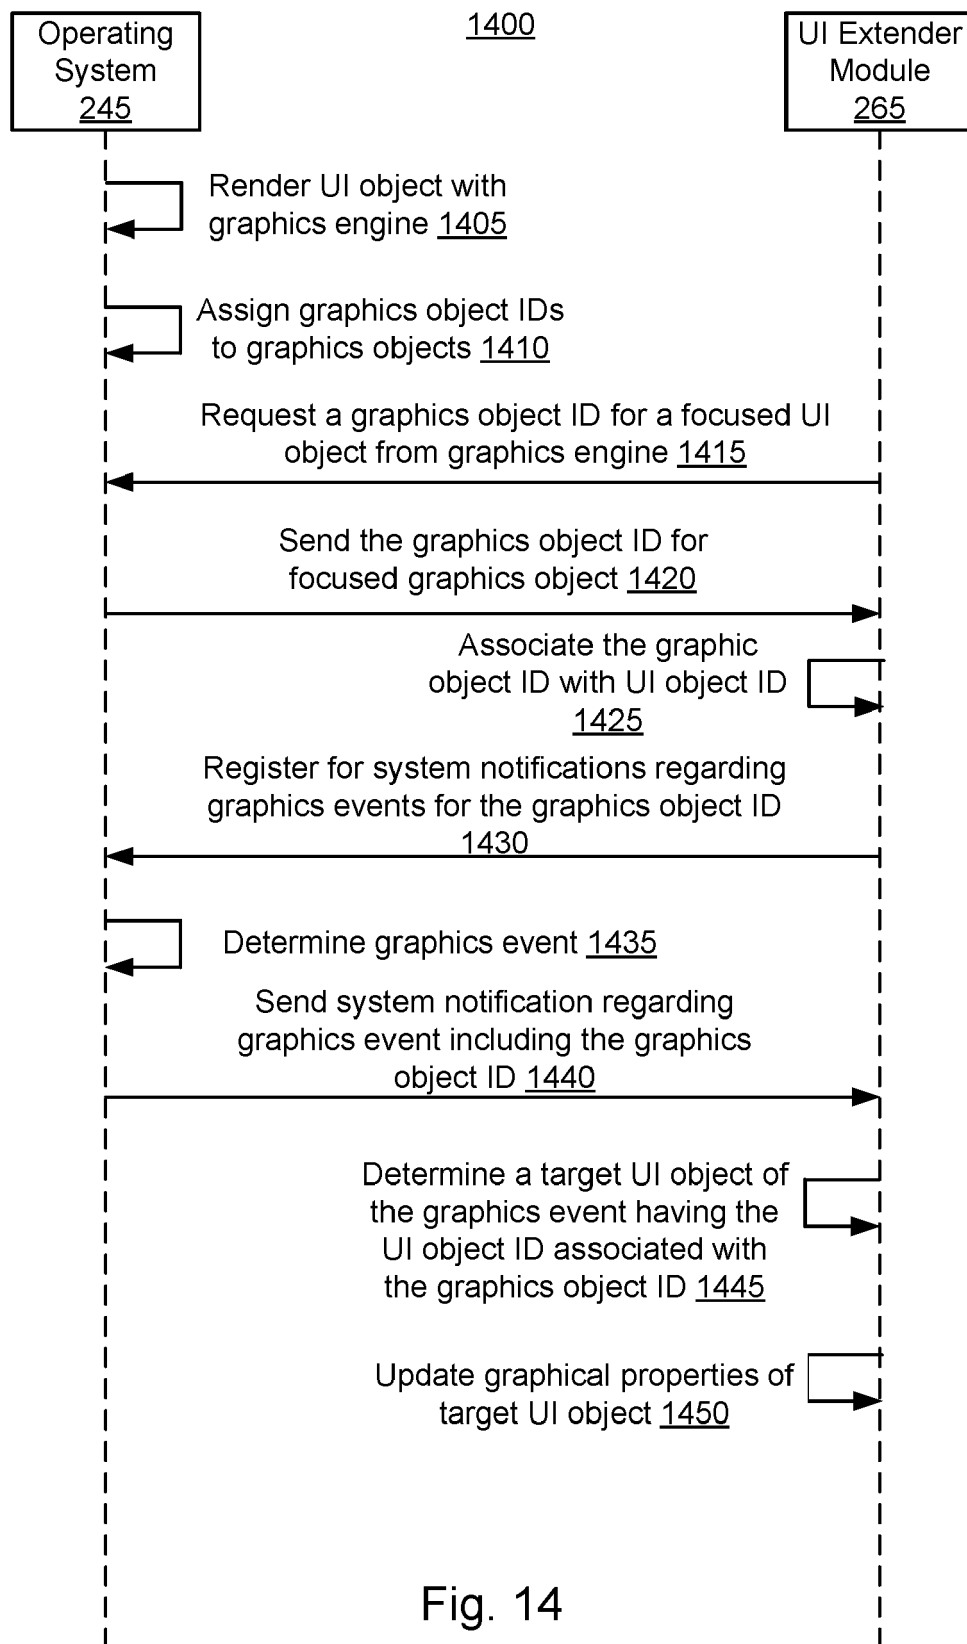 Operating
System
245
1400
UI Extender
Module
265
Render UI object with
graphics engine 1405
Assign graphics object IDs
to graphics objects 1410
Request a graphics object ID for a focused UI
object from graphics engine 1415
Send the graphics object ID for
focused graphics object 1420
Associate the graphic
object ID with UI object ID
1425
Register for system notifications regarding
graphics events for the graphics object ID
1430
Determine graphics event 1435
Send system notification regarding
graphics event including the graphics
object ID 1440
Determine a target UI object of
the graphics event having the
UI object ID associated with
the graphics object ID 1445
Update graphical properties of
target UI object 1450
Fig. 14